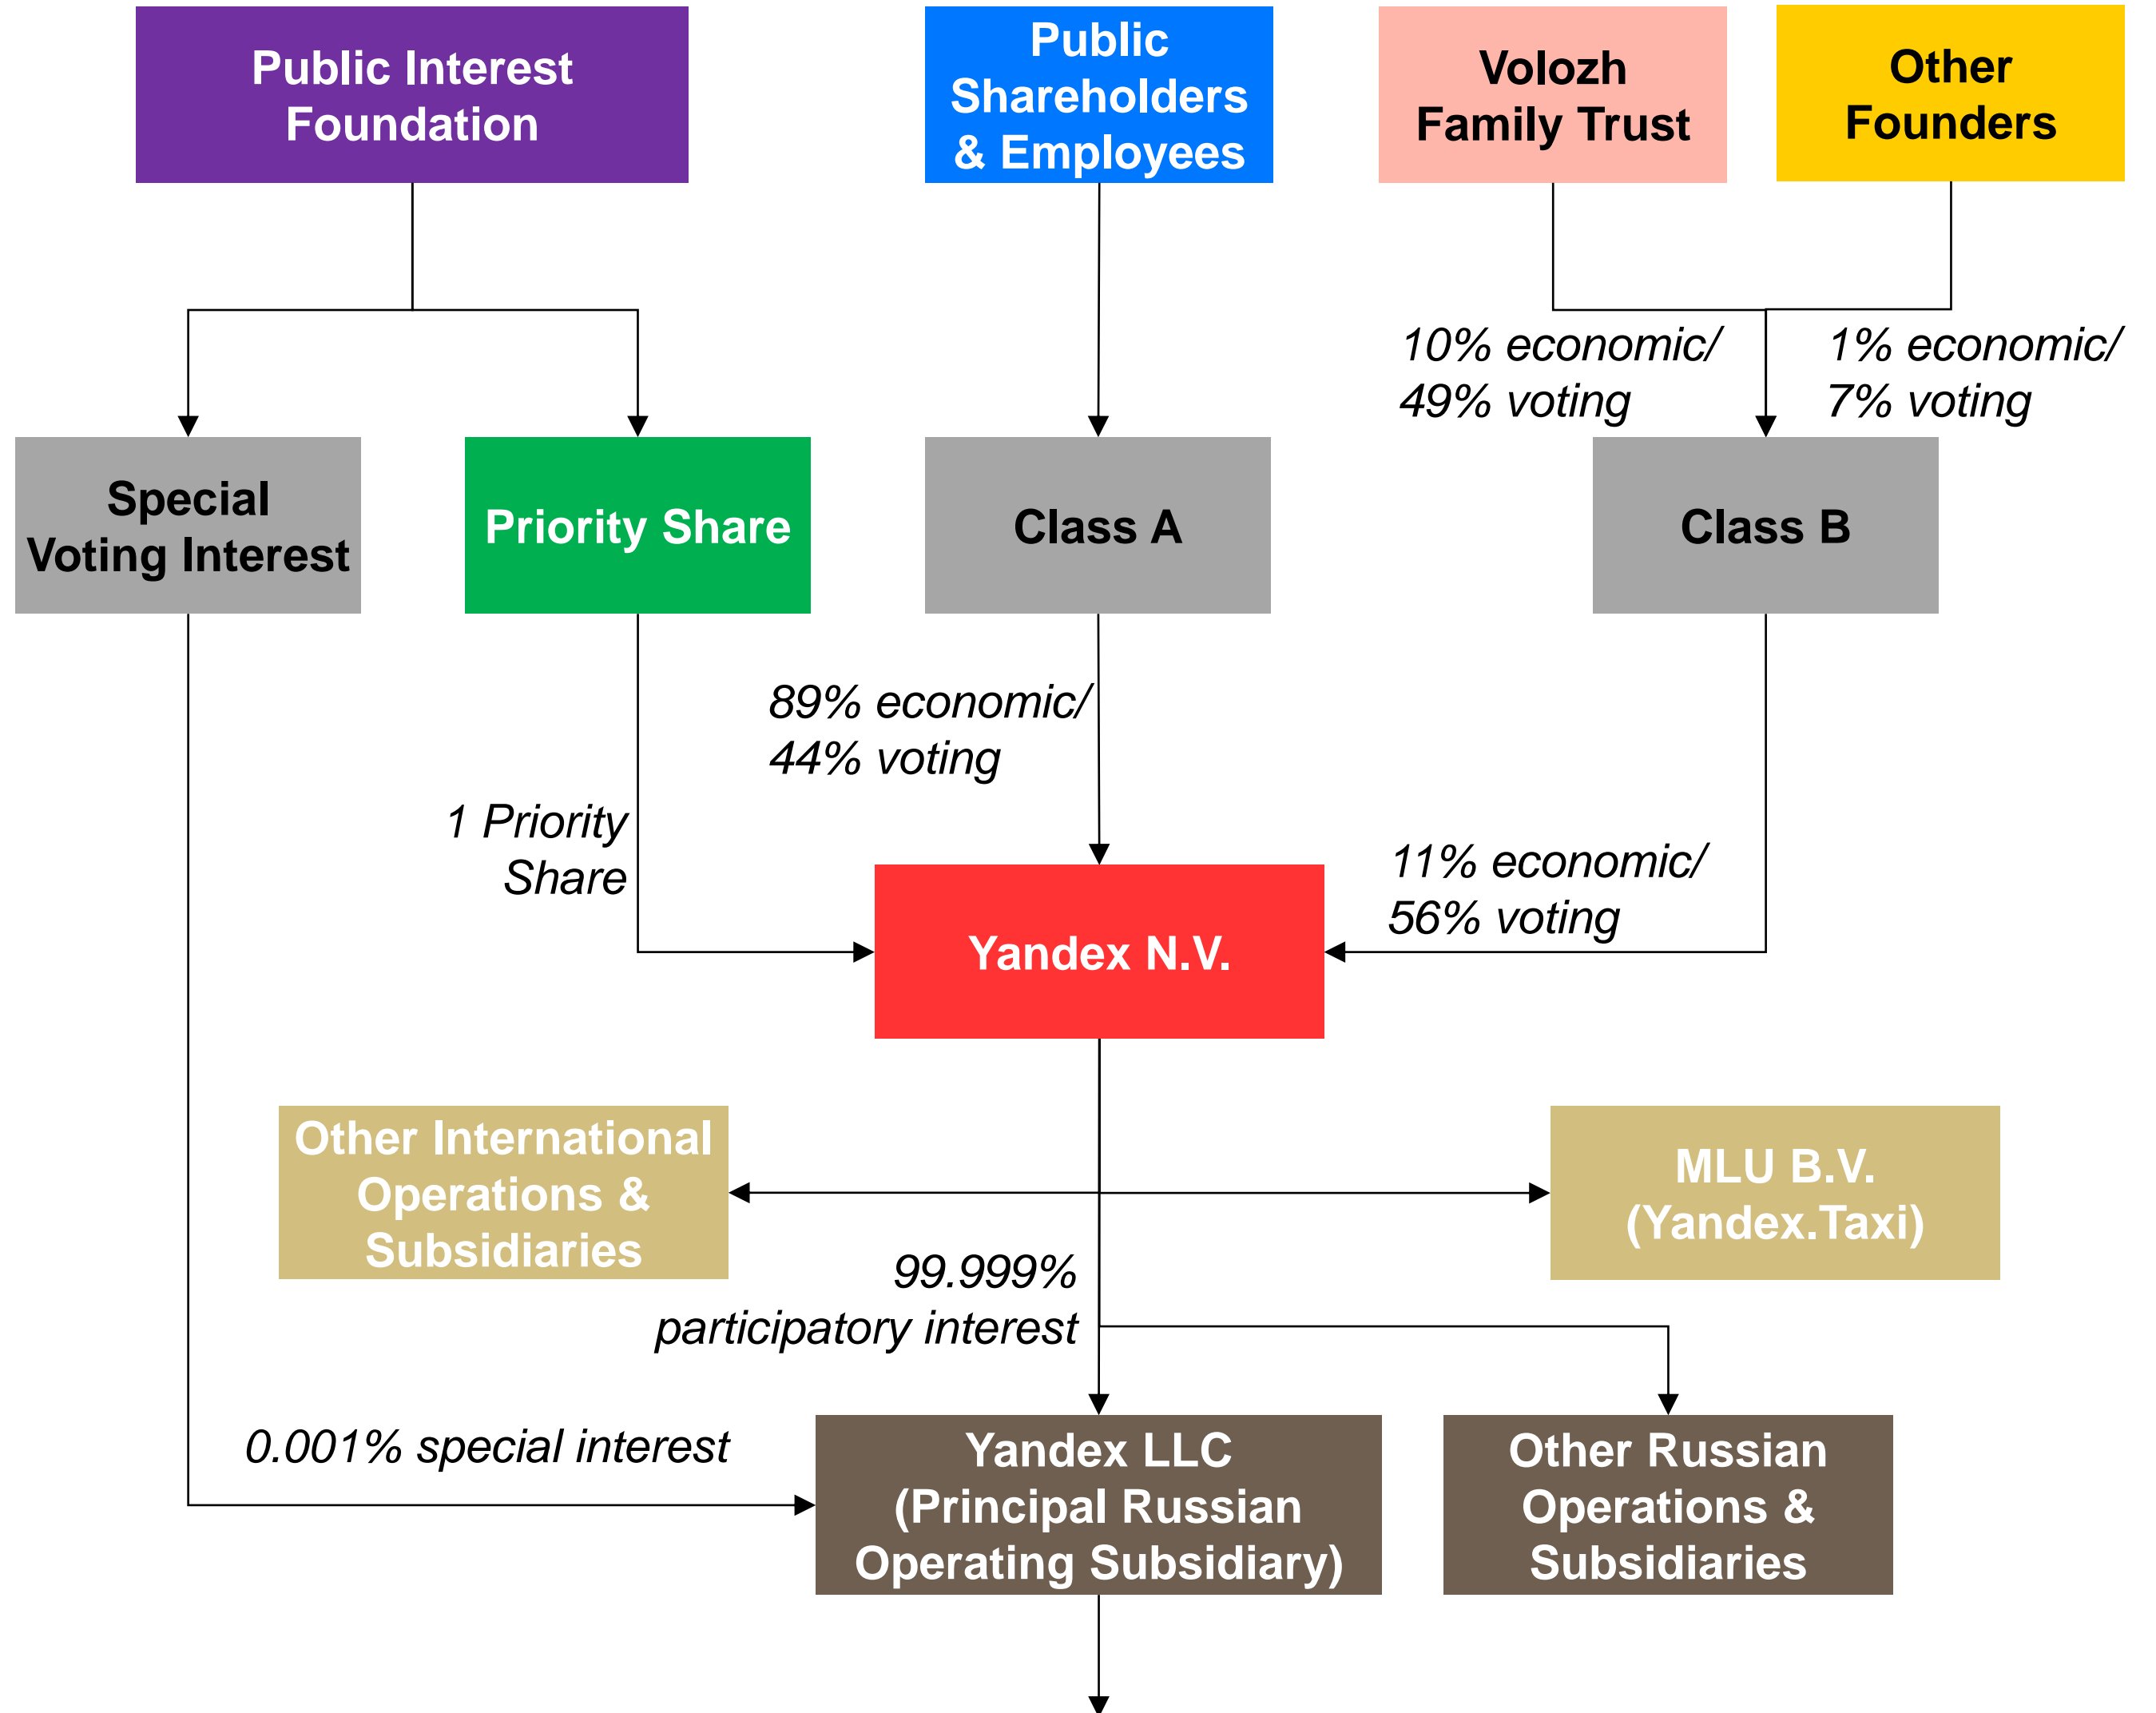 Public Interest
Foundation
Public
Shareholders
& Employees
Volozh
Family Trust
Other
Founders
10% economic/
49% voting
1% economic/
7% voting
Special
Voting Interest
Priority Share
Class A
Class B
89% economic/
44% voting
1 Priority
Share
11% economic/
56% voting
Yandex N.V.
Other International
Operations &
Subsidiaries
MLU B.V.
(Yandex.Taxi)
99.999%
participatory interest
0.001% special interest
Yandex LLC
(Principal Russian
Operating Subsidiary)
Other Russian
Operations &
Subsidiaries